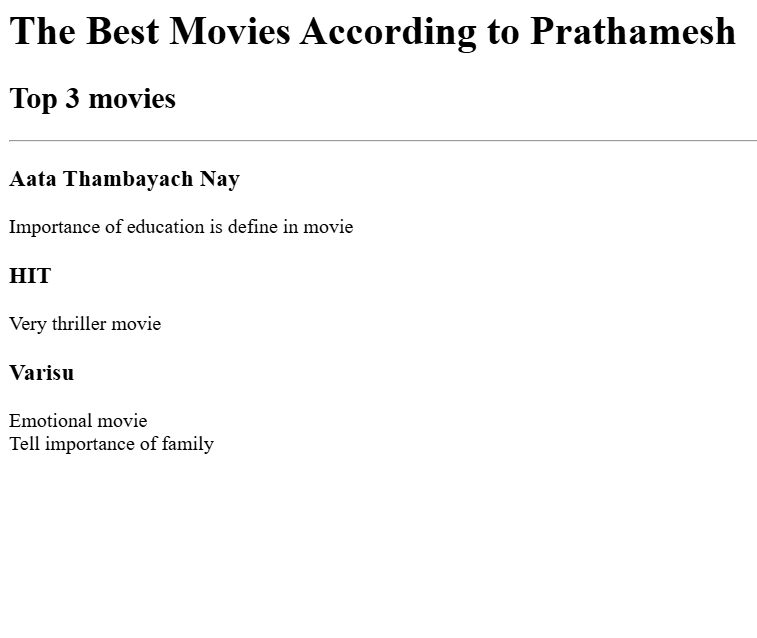 The Best Movies According to Prathamesh
Top 3 movies
Aata Thambayach Nay
Importance of education is define in movie
HIT
Very thriller movie
Varisu
Emotional movie
Tell importance of family